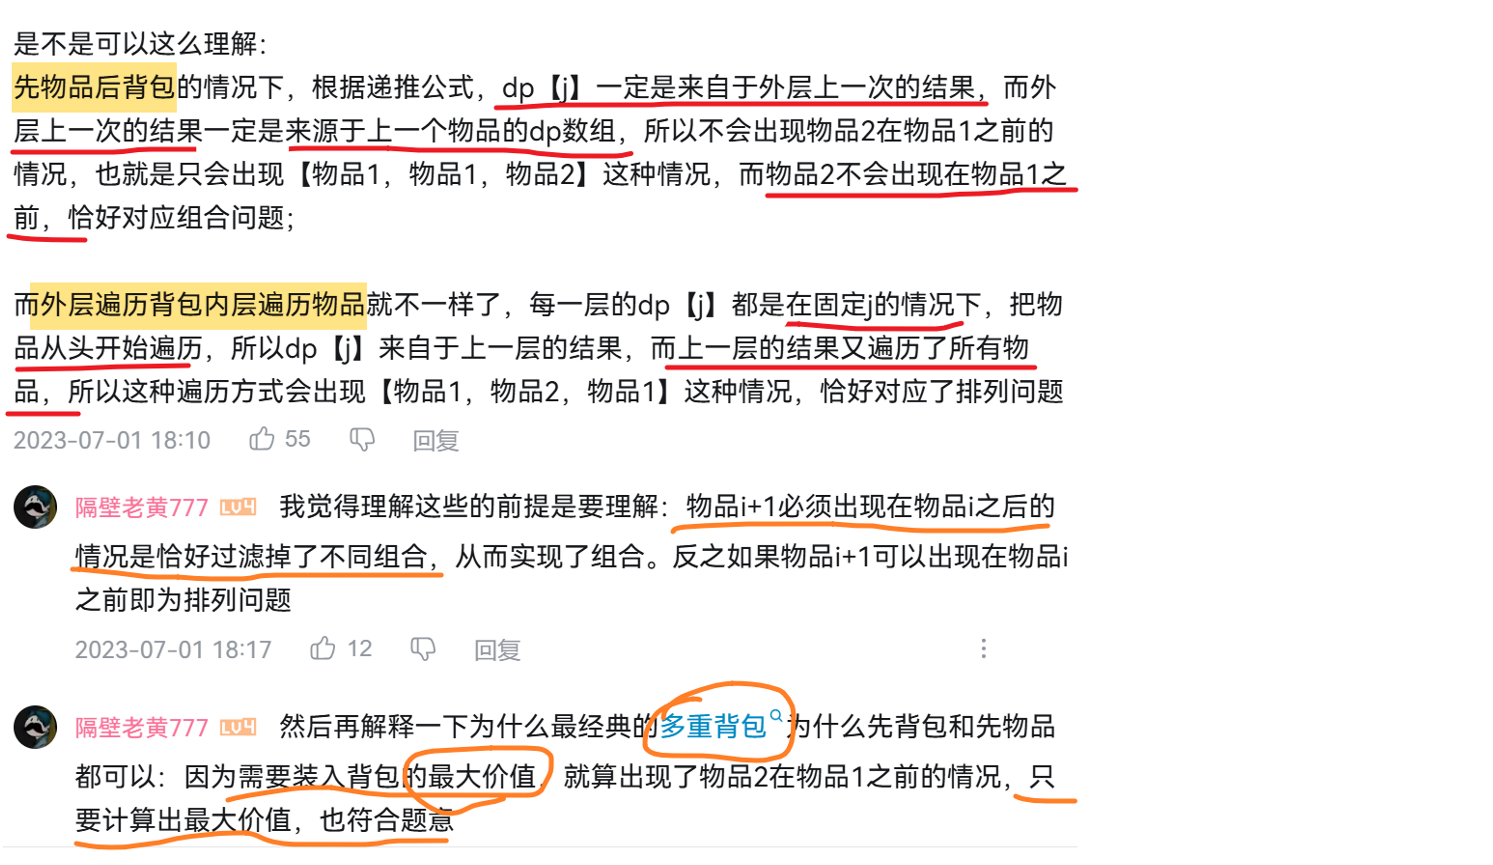 是不是可以这么理解：
先物品后背包的情况下，根据递推公式，dp【j】一定是来自于外层上一次的结果，而外
层上一次的结果一定是来源于上一个物品的dp数组，所以不会出现物品2在物品1之前的
情况，也就是只会出现【物品1，物品1，物品2】这种情况，而物品2不会出现在物品1之
前，恰好对应组合问题；
而外层遍历背包内层遍历物品就不一样了，每一层的dp【j】都是在固定j的情况下，把物
品从头开始遍历，所以dp【j】来自于上一层的结果，而上一层的结果又遍历了所有物
品，所以这种遍历方式会出现【物品1，物品2，物品1】这种情况，恰好对应了排列问题
2023-07-01 18:10 55 回复
隔壁老黄777 LV4 我觉得理解这些的前提是要理解：物品i+1必须出现在物品i之后的
情况是恰好过滤掉了不同组合，从而实现了组合。反之如果物品i+1可以出现在物品i
之前即为排列问题
2023-07-01 18:17 12 回复
隔壁老黄777 LV4 然后再解释一下为什么最经典的多重背包为什么先背包和先物品
都可以：因为需要装入背包的最大价值，就算出现了物品2在物品1之前的情况，只
要计算出最大价值，也符合题意